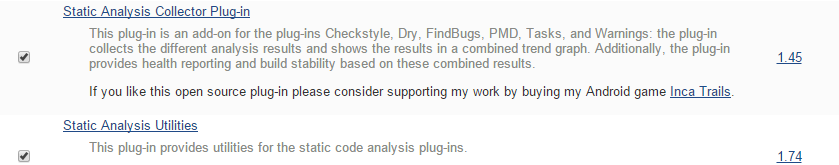 Static Analysis Collector Plug-in
This plug-in is an add-on for the plug-ins Checkstyle, Dry, FindBugs, PMD, Tasks, and Warnings: the plug-in
collects the different analysis results and shows the results in a combined trend graph. Additionally, the plug-in
provides health reporting and build stability based on these combined results.
1.45
If you like this open source plug-in please consider supporting my work by buying my Android game Inca Trails.
Static Analysis Utilities
This plug-in provides utilities for the static code analysis plug-ins.
1.74